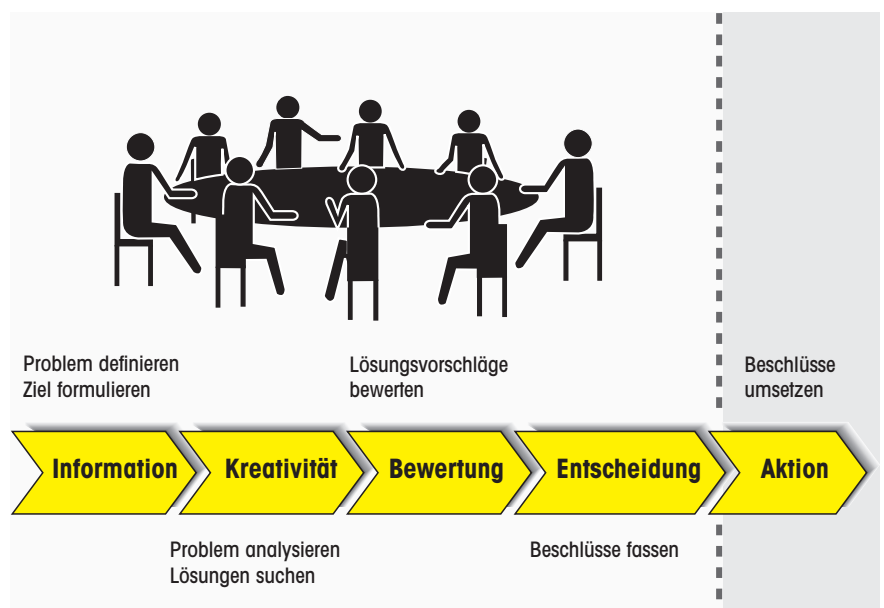 Problem definieren
Ziel formulieren
Lösungsvorschläge
bewerten
Beschlüsse
umsetzen
Information
Kreativität
Bewertung
Entscheidung
Aktion
Problem analysieren
Lösungen suchen
Beschlüsse fassen